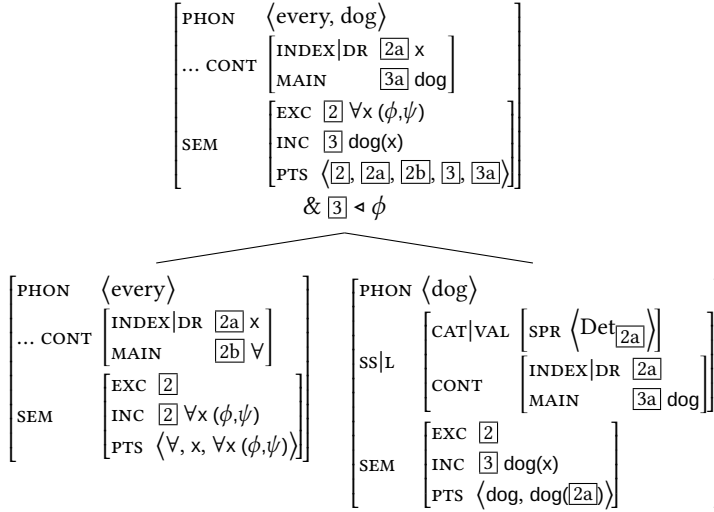 PHON ⟨every, dog⟩
… CONT [INDEX|DR [2a] x
MAIN [3a] dog]
SEM [EXC [2] ∀x (ϕ,ψ)
INC [3] dog(x)
PTS ⟨[2], [2a], [2b], [3], [3a]⟩]
& [3] ◂ ϕ
PHON ⟨every⟩
… CONT [INDEX|DR [2a] x
MAIN [2b] ∀]
SEM [EXC [2]
INC [2] ∀x (ϕ,ψ)
PTS ⟨∀, x, ∀x (ϕ,ψ)⟩]
PHON ⟨dog⟩
SS|L [CAT|VAL [SPR ⟨Det[2a]⟩]
CONT [INDEX|DR [2a]
MAIN [3a] dog]]
SEM [EXC [2]
INC [3] dog(x)
PTS ⟨dog, dog([2a])⟩]